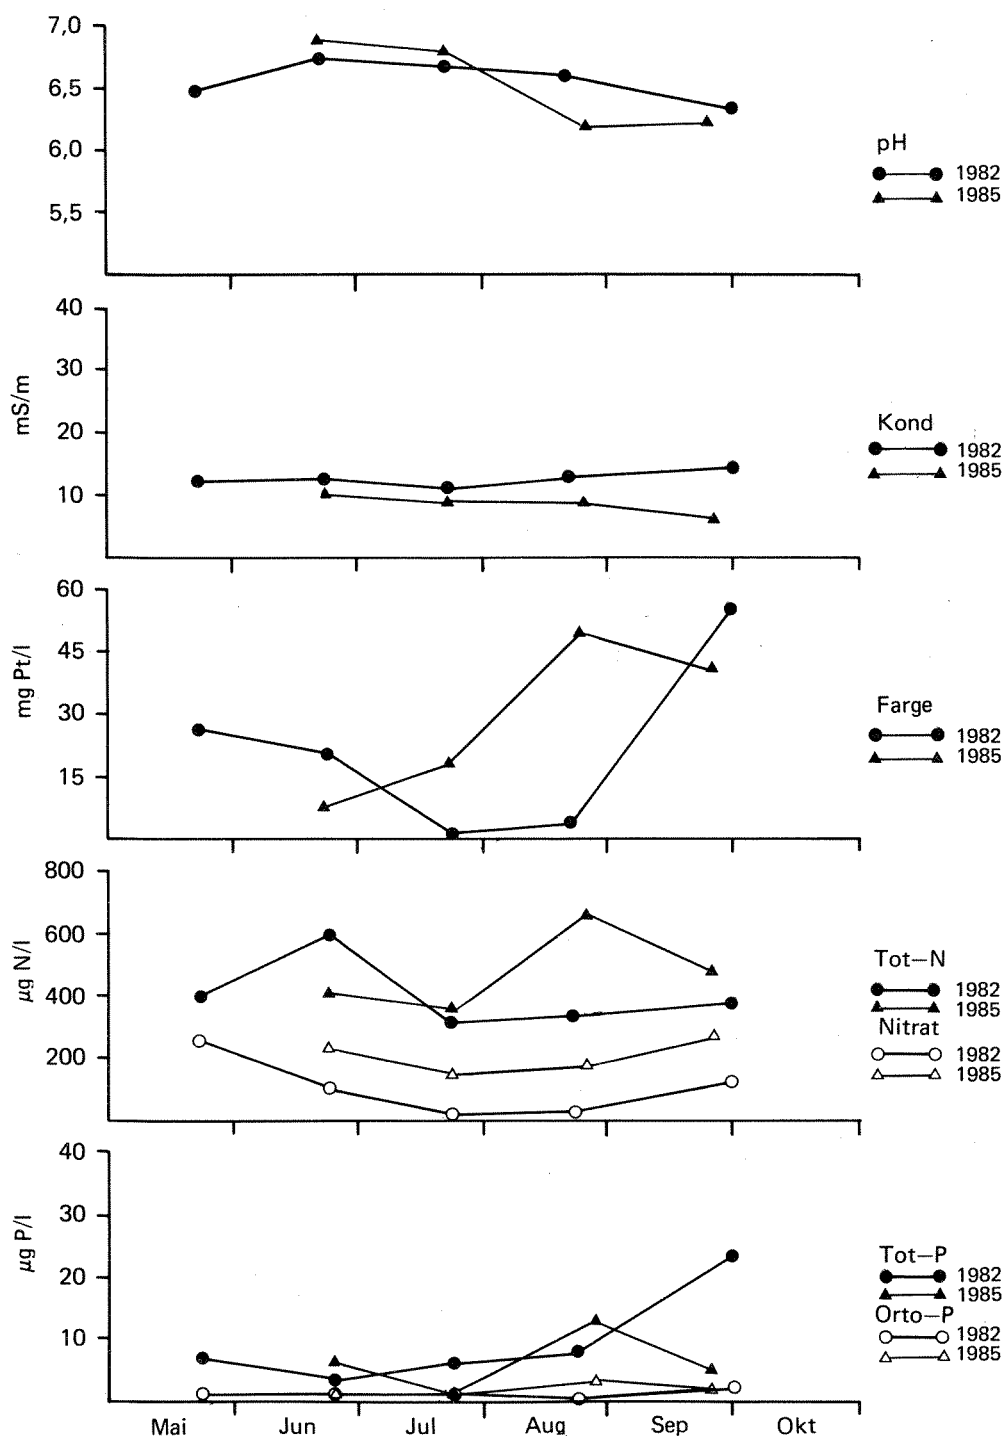 7,0
6,5
6,0
5,5
pH
1982
1985
40
30
20
10
mS/m
Kond
1982
1985
60
45
30
15
mg Pt/l
Farge
1982
1985
800
600
400
200
µg N/l
Tot–N
1982
1985
Nitrat
1982
1985
40
30
20
10
µg P/l
Tot–P
1982
1985
Orto–P
1982
1985
Mai Jun Jul Aug Sep Okt